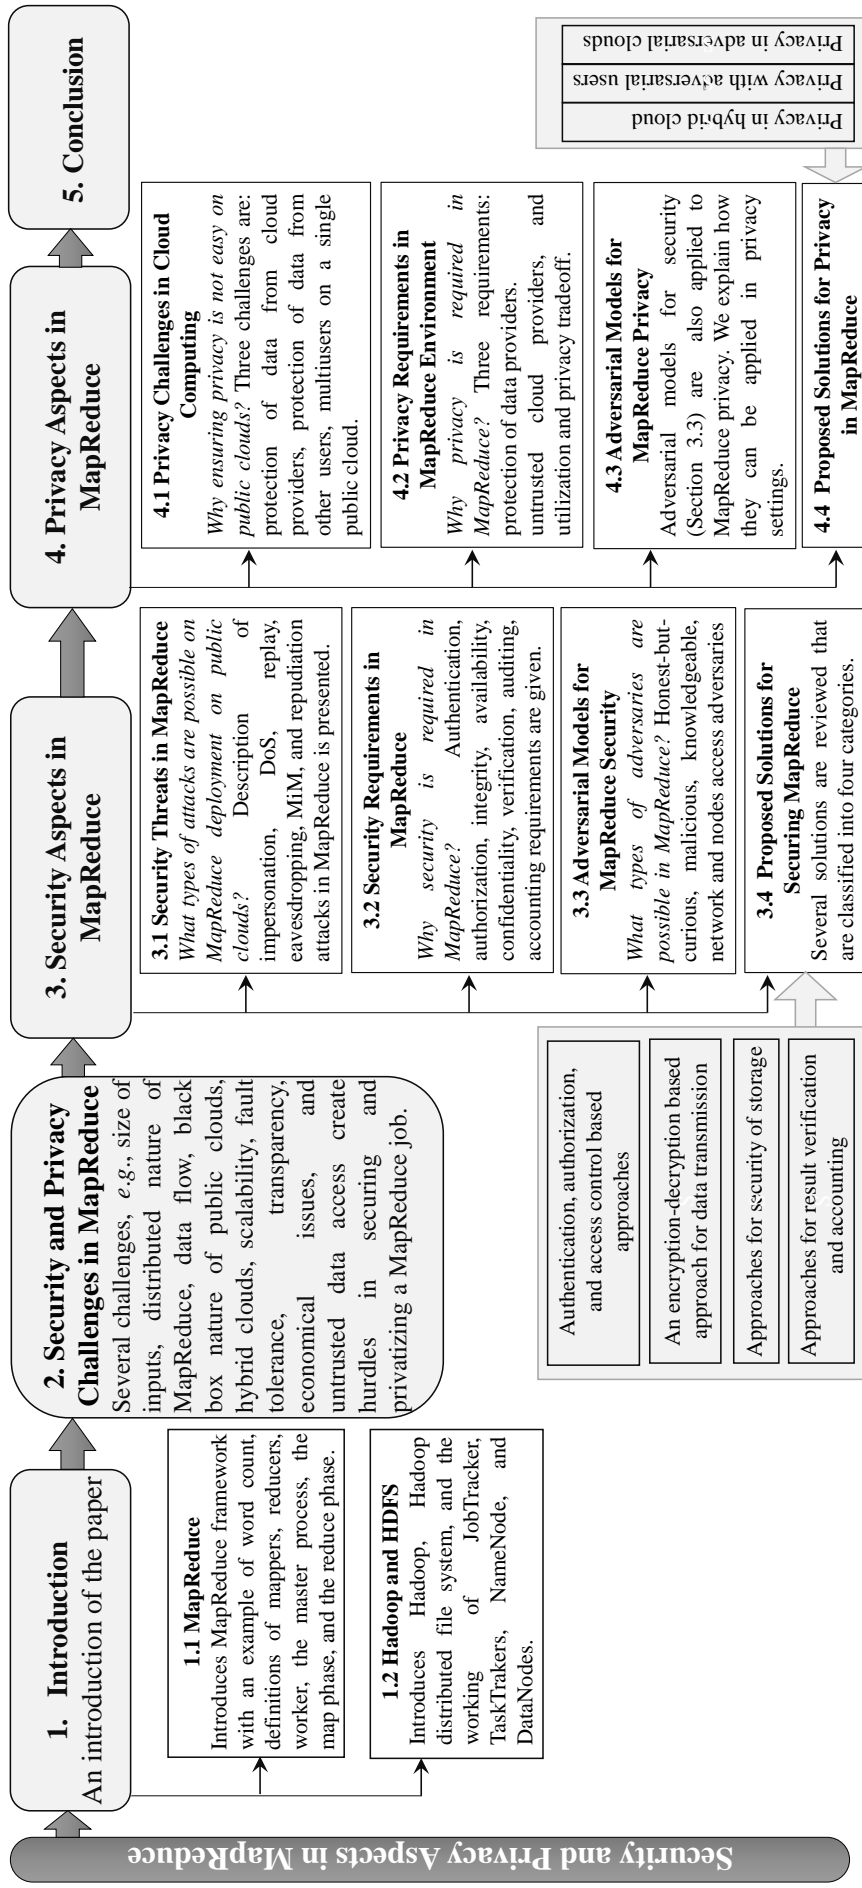 Security and Privacy Aspects in MapReduce
1. Introduction
An introduction of the paper
1.1 MapReduce
Introduces MapReduce framework
with an example of word count,
definitions of mappers, reducers,
worker, the master process, the
map phase, and the reduce phase.
1.2 Hadoop and HDFS
Introduces Hadoop, Hadoop
distributed file system, and the
working of JobTracker,
TaskTrakers, NameNode, and
DataNodes.
2. Security and Privacy
Challenges in MapReduce
Several challenges, e.g., size of
inputs, distributed nature of
MapReduce, data flow, black
box nature of public clouds,
hybrid clouds, scalability, fault
tolerance, transparency,
economical issues, and
untrusted data access create
hurdles in securing and
privatizing a MapReduce job.
3. Security Aspects in
MapReduce
3.1 Security Threats in MapReduce
What types of attacks are possible on
MapReduce deployment on public
clouds? Description of
impersonation, DoS, replay,
eavesdropping, MiM, and repudiation
attacks in MapReduce is presented.
3.2 Security Requirements in
MapReduce
Why security is required in
MapReduce? Authentication,
authorization, integrity, availability,
confidentiality, verification, auditing,
accounting requirements are given.
3.3 Adversarial Models for
MapReduce Security
What types of adversaries are
possible in MapReduce? Honest-but-
curious, malicious, knowledgeable,
network and nodes access adversaries
3.4 Proposed Solutions for
Securing MapReduce
Several solutions are reviewed that
are classified into four categories.
Authentication, authorization,
and access control based
approaches
An encryption-decryption based
approach for data transmission
Approaches for security of storage
Approaches for result verification
and accounting
4. Privacy Aspects in
MapReduce
4.1 Privacy Challenges in Cloud
Computing
Why ensuring privacy is not easy on
public clouds? Three challenges are:
protection of data from cloud
providers, protection of data from
other users, multiusers on a single
public cloud.
4.2 Privacy Requirements in
MapReduce Environment
Why privacy is required in
MapReduce? Three requirements:
protection of data providers.
untrusted cloud providers, and
utilization and privacy tradeoff.
4.3 Adversarial Models for
MapReduce Privacy
Adversarial models for security
(Section 3.3) are also applied to
MapReduce privacy. We explain how
they can be applied in privacy
settings.
4.4 Proposed Solutions for Privacy
in MapReduce
Privacy in hybrid cloud
Privacy with adversarial users
Privacy in adversarial clouds
5. Conclusion